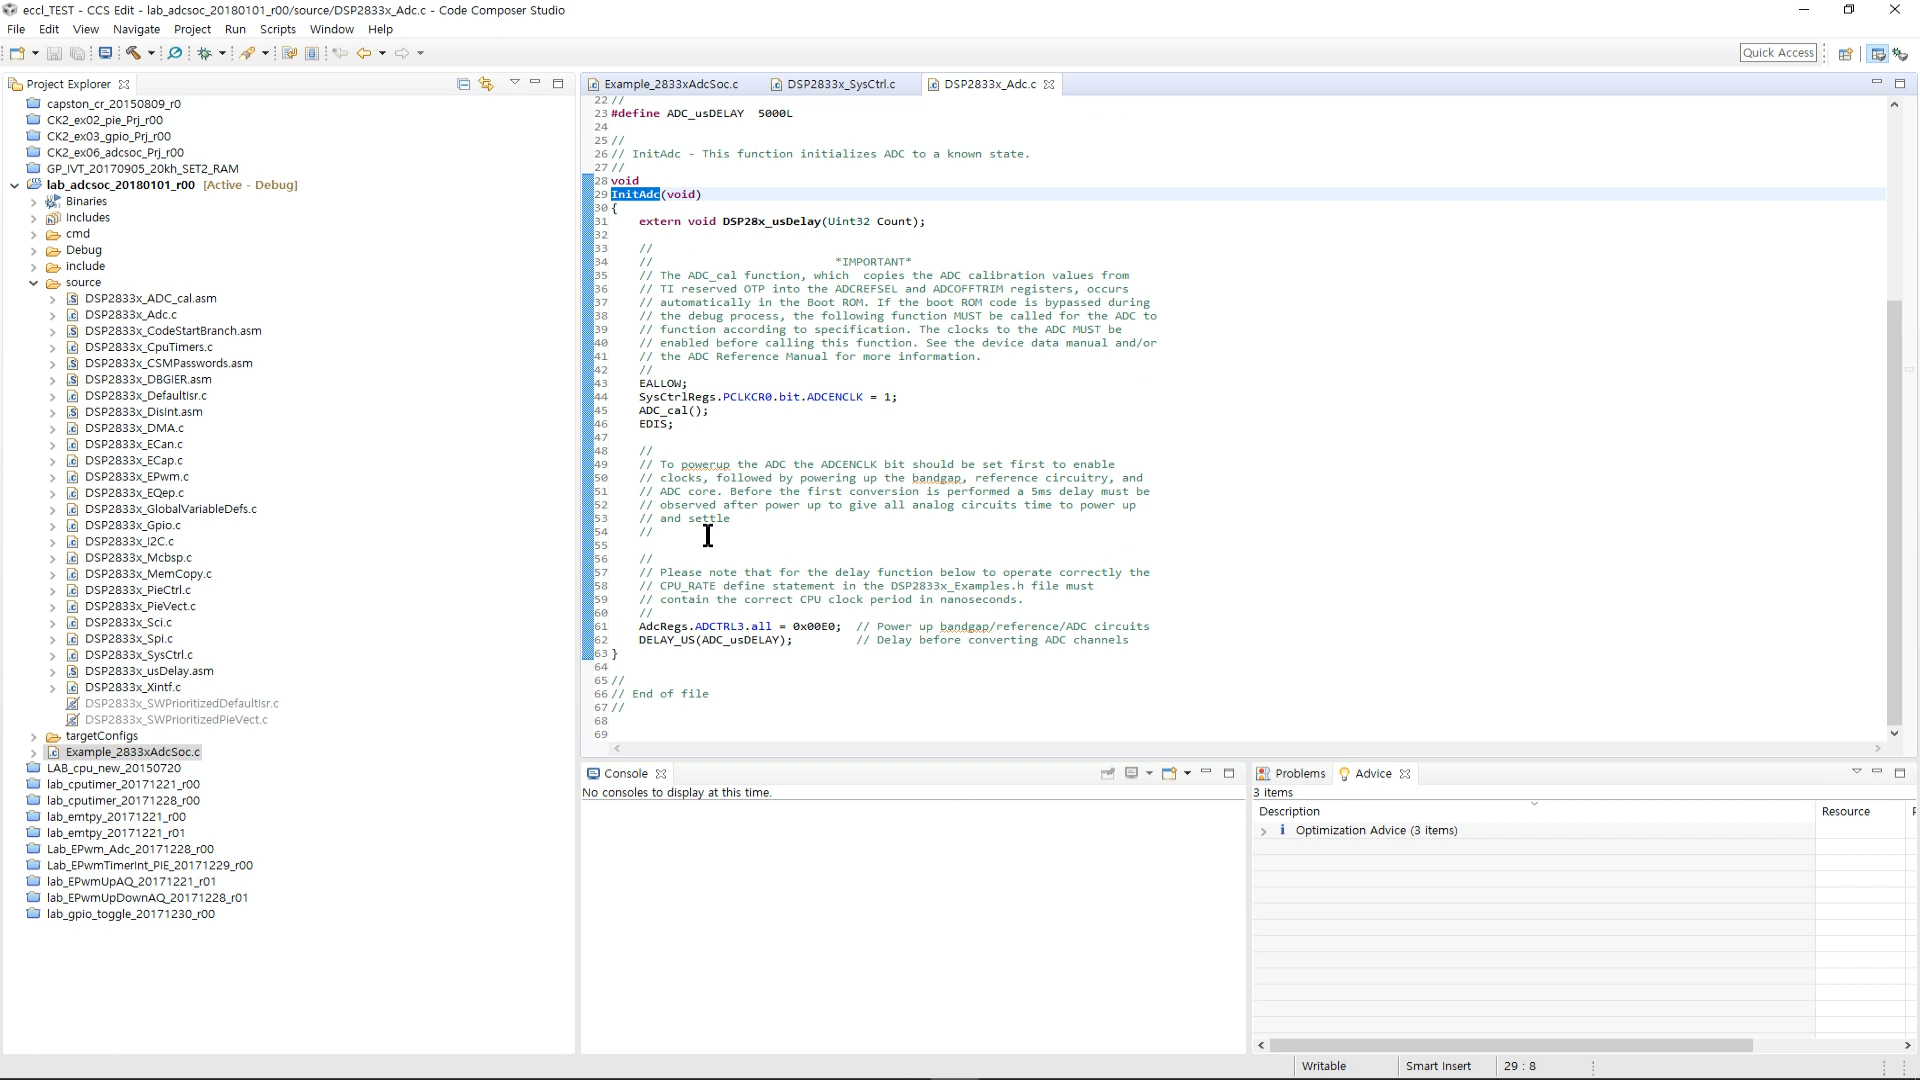 eccl_TEST - CCS Edit - lab_adcsoc_20180101_r00/source/DSP2833x_Adc.c - Code Composer Studio
File Edit View Navigate Project Run Scripts Window Help
Quick Access
Project Explorer
capston_cr_20150809_r0
CK2_ex02_pie_Prj_r00
CK2_ex03_gpio_Prj_r00
CK2_ex06_adcsoc_Prj_r00
GP_IVT_20170905_20kh_SET2_RAM
lab_adcsoc_20180101_r00 [Active - Debug]
Binaries
Includes
cmd
Debug
include
source
DSP2833x_ADC_cal.asm
DSP2833x_Adc.c
DSP2833x_CodeStartBranch.asm
DSP2833x_CpuTimers.c
DSP2833x_CSMPasswords.asm
DSP2833x_DBGIER.asm
DSP2833x_DefaultIsr.c
DSP2833x_DisInt.asm
DSP2833x_DMA.c
DSP2833x_ECan.c
DSP2833x_ECap.c
DSP2833x_EPwm.c
DSP2833x_EQep.c
DSP2833x_GlobalVariableDefs.c
DSP2833x_Gpio.c
DSP2833x_I2C.c
DSP2833x_Mcbsp.c
DSP2833x_MemCopy.c
DSP2833x_PieCtrl.c
DSP2833x_PieVect.c
DSP2833x_Sci.c
DSP2833x_Spi.c
DSP2833x_SysCtrl.c
DSP2833x_usDelay.asm
DSP2833x_Xintf.c
DSP2833x_SWPrioritizedDefaultIsr.c
DSP2833x_SWPrioritizedPieVect.c
targetConfigs
Example_2833xAdcSoc.c
LAB_cpu_new_20150720
lab_cputimer_20171221_r00
lab_cputimer_20171228_r00
lab_emtpy_20171221_r00
lab_emtpy_20171221_r01
Lab_EPwm_Adc_20171228_r00
Lab_EPwmTimerInt_PIE_20171229_r00
lab_EPwmUpAQ_20171221_r01
lab_EPwmUpDownAQ_20171228_r01
lab_gpio_toggle_20171230_r00
Example_2833xAdcSoc.c DSP2833x_SysCtrl.c DSP2833x_Adc.c
22 //
23 #define ADC_usDELAY 5000L
24
25 //
26 // InitAdc - This function initializes ADC to a known state.
27 //
28 void
29 InitAdc(void)
30 {
31 extern void DSP28x_usDelay(Uint32 Count);
32
33 //
34 // *IMPORTANT*
35 // The ADC_cal function, which copies the ADC calibration values from
36 // TI reserved OTP into the ADCREFSEL and ADCOFFTRIM registers, occurs
37 // automatically in the Boot ROM. If the boot ROM code is bypassed during
38 // the debug process, the following function MUST be called for the ADC to
39 // function according to specification. The clocks to the ADC MUST be
40 // enabled before calling this function. See the device data manual and/or
41 // the ADC Reference Manual for more information.
42 //
43 EALLOW;
44 SysCtrlRegs.PCLKCR0.bit.ADCENCLK = 1;
45 ADC_cal();
46 EDIS;
47
48 //
49 // To powerup the ADC the ADCENCLK bit should be set first to enable
50 // clocks, followed by powering up the bandgap, reference circuitry, and
51 // ADC core. Before the first conversion is performed a 5ms delay must be
52 // observed after power up to give all analog circuits time to power up
53 // and settle
54 //
55
56 //
57 // Please note that for the delay function below to operate correctly the
58 // CPU_RATE define statement in the DSP2833x_Examples.h file must
59 // contain the correct CPU clock period in nanoseconds.
60 //
61 AdcRegs.ADCTRL3.all = 0x00E0; // Power up bandgap/reference/ADC circuits
62 DELAY_US(ADC_usDELAY); // Delay before converting ADC channels
63 }
64
65 //
66 // End of file
67 //
68
69
Console
No consoles to display at this time.
Problems Advice
3 items
Description Resource
Optimization Advice (3 items)
Writable Smart Insert 29 : 8